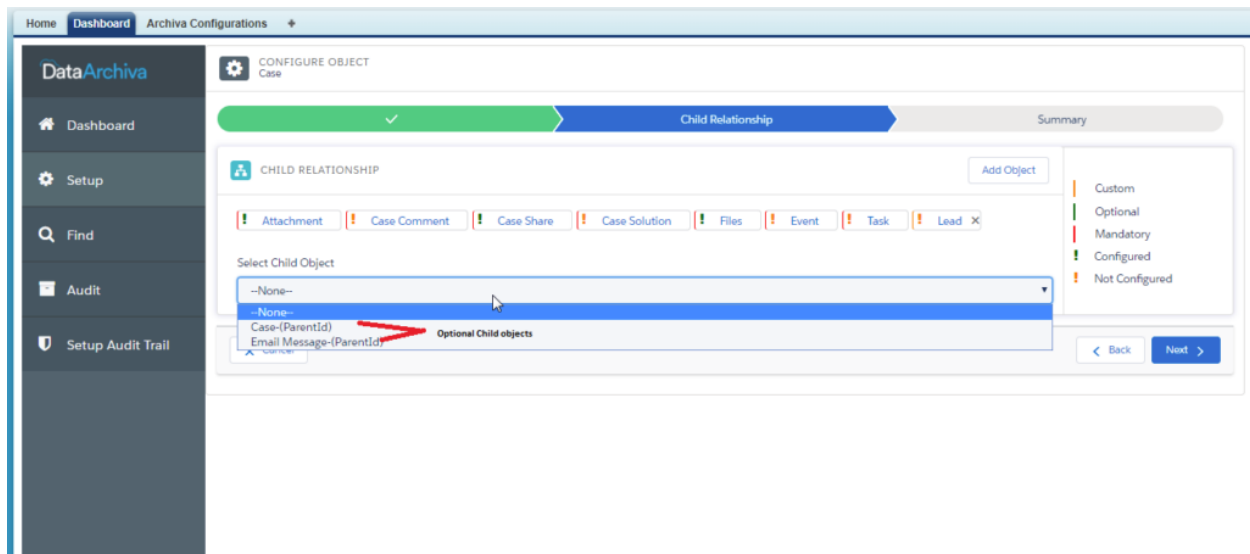 Home Dashboard Archiva Configurations +
DataArchiva
CONFIGURE OBJECT
Case
Dashboard
Setup
Find
Audit
Setup Audit Trail
Child Relationship
Summary
CHILD RELATIONSHIP
Add Object
! Attachment ! Case Comment ! Case Share ! Case Solution ! Files ! Event ! Task ! Lead ×
Select Child Object
--None--
--None--
Case-(ParentId)
Email Message-(ParentId)
Optional Child objects
Cancel
Back
Next
Custom
Optional
Mandatory
! Configured
! Not Configured